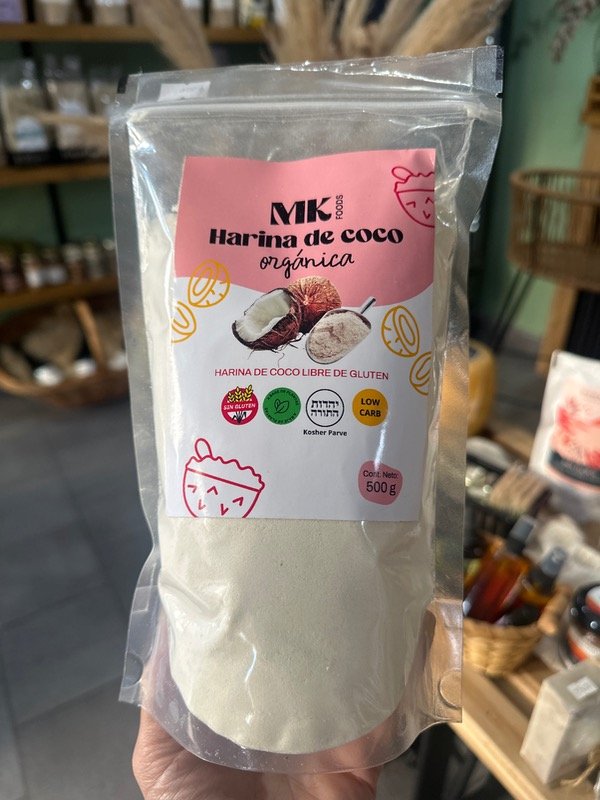 MK
FOODS
Harina de coco
orgánica
HARINA DE COCO LIBRE DE GLUTEN
SIN GLUTEN
LOW
CARB
יהדות
התורה
Kosher Parve
Cont. Neto:
500 g